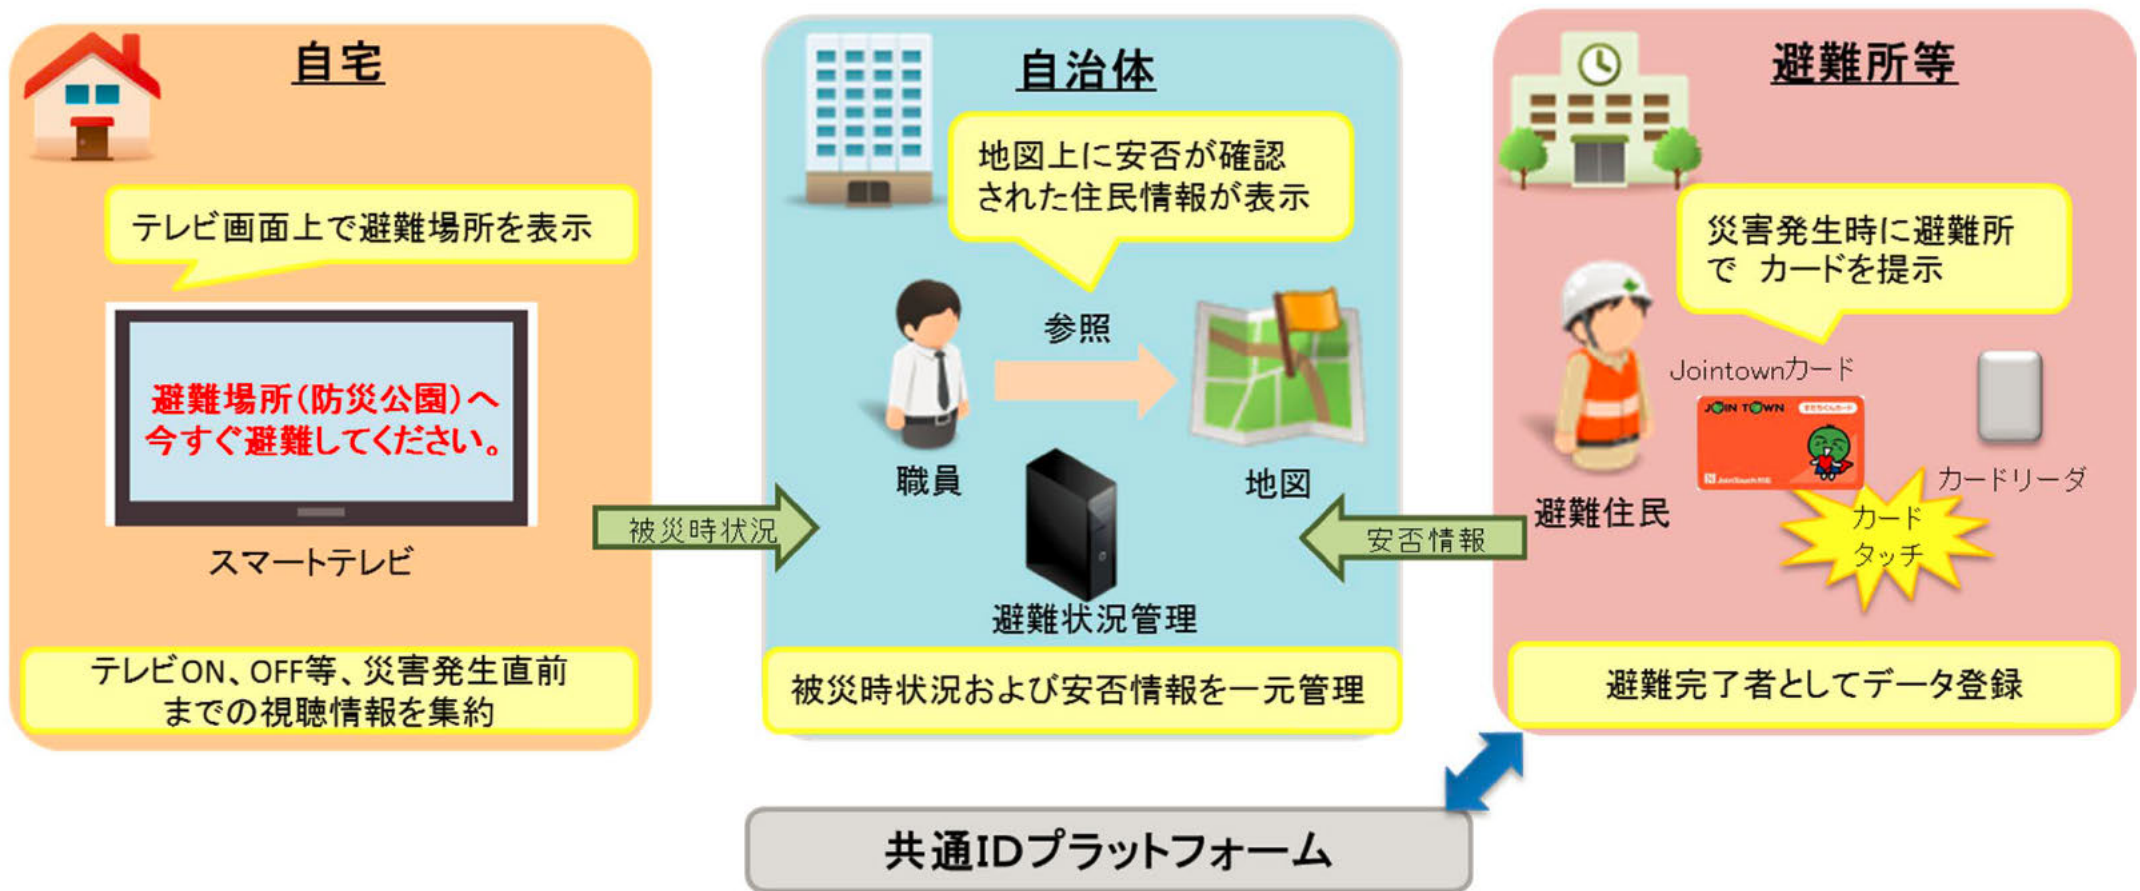 自宅
テレビ画面上で避難場所を表示
避難場所(防災公園)へ
今すぐ避難してください。
スマートテレビ
テレビON、OFF等、災害発生直前
までの視聴情報を集約
被災時状況
自治体
地図上に安否が確認
された住民情報が表示
参照
職員
地図
避難状況管理
被災時状況および安否情報を一元管理
安否情報
避難所等
災害発生時に避難所
で カードを提示
Jointownカード
JOIN TOWN
すだちくんカード
カードリーダ
避難住民
カード
タッチ
避難完了者としてデータ登録
共通IDプラットフォーム